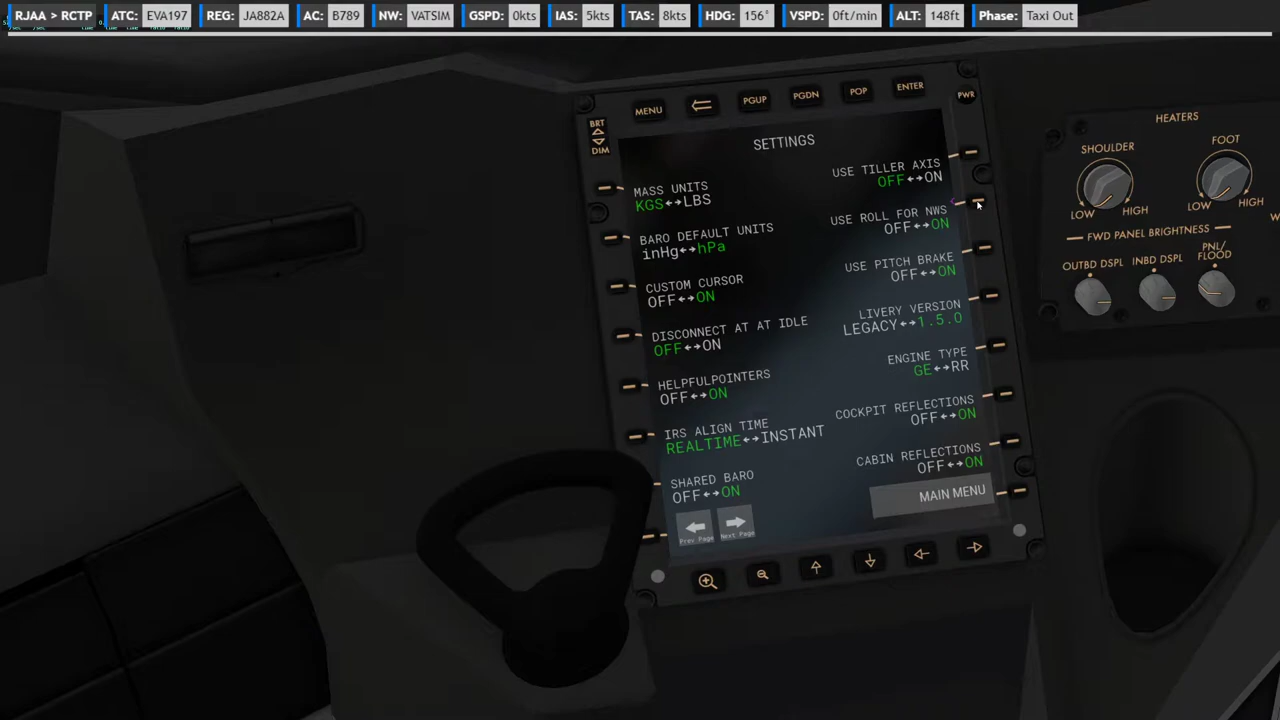 RJAA > RCTP ATC: EVA197 REG: JA882A AC: B789 NW: VATSIM GSPD: 0kts IAS: 5kts TAS: 8kts HDG: 156° VSPD: 0ft/min ALT: 148ft Phase: Taxi Out
MENU PGUP PGDN POP ENTER PWR
BRT
DIM
SETTINGS
MASS UNITS
KGS↔LBS
BARO DEFAULT UNITS
inHg↔hPa
CUSTOM CURSOR
OFF↔ON
DISCONNECT AT AT IDLE
OFF↔ON
HELPFULPOINTERS
OFF↔ON
IRS ALIGN TIME
REALTIME↔INSTANT
SHARED BARO
OFF↔ON
Prev Page Next Page
USE TILLER AXIS
OFF↔ON
USE ROLL FOR NWS
OFF↔ON
USE PITCH BRAKE
OFF↔ON
LIVERY VERSION
LEGACY↔1.5.0
ENGINE TYPE
GE↔RR
COCKPIT REFLECTIONS
OFF↔ON
CABIN REFLECTIONS
OFF↔ON
MAIN MENU
HEATERS
SHOULDER FOOT
LOW HIGH LOW HIGH
FWD PANEL BRIGHTNESS
OUTBD DSPL INBD DSPL PNL/
FLOOD